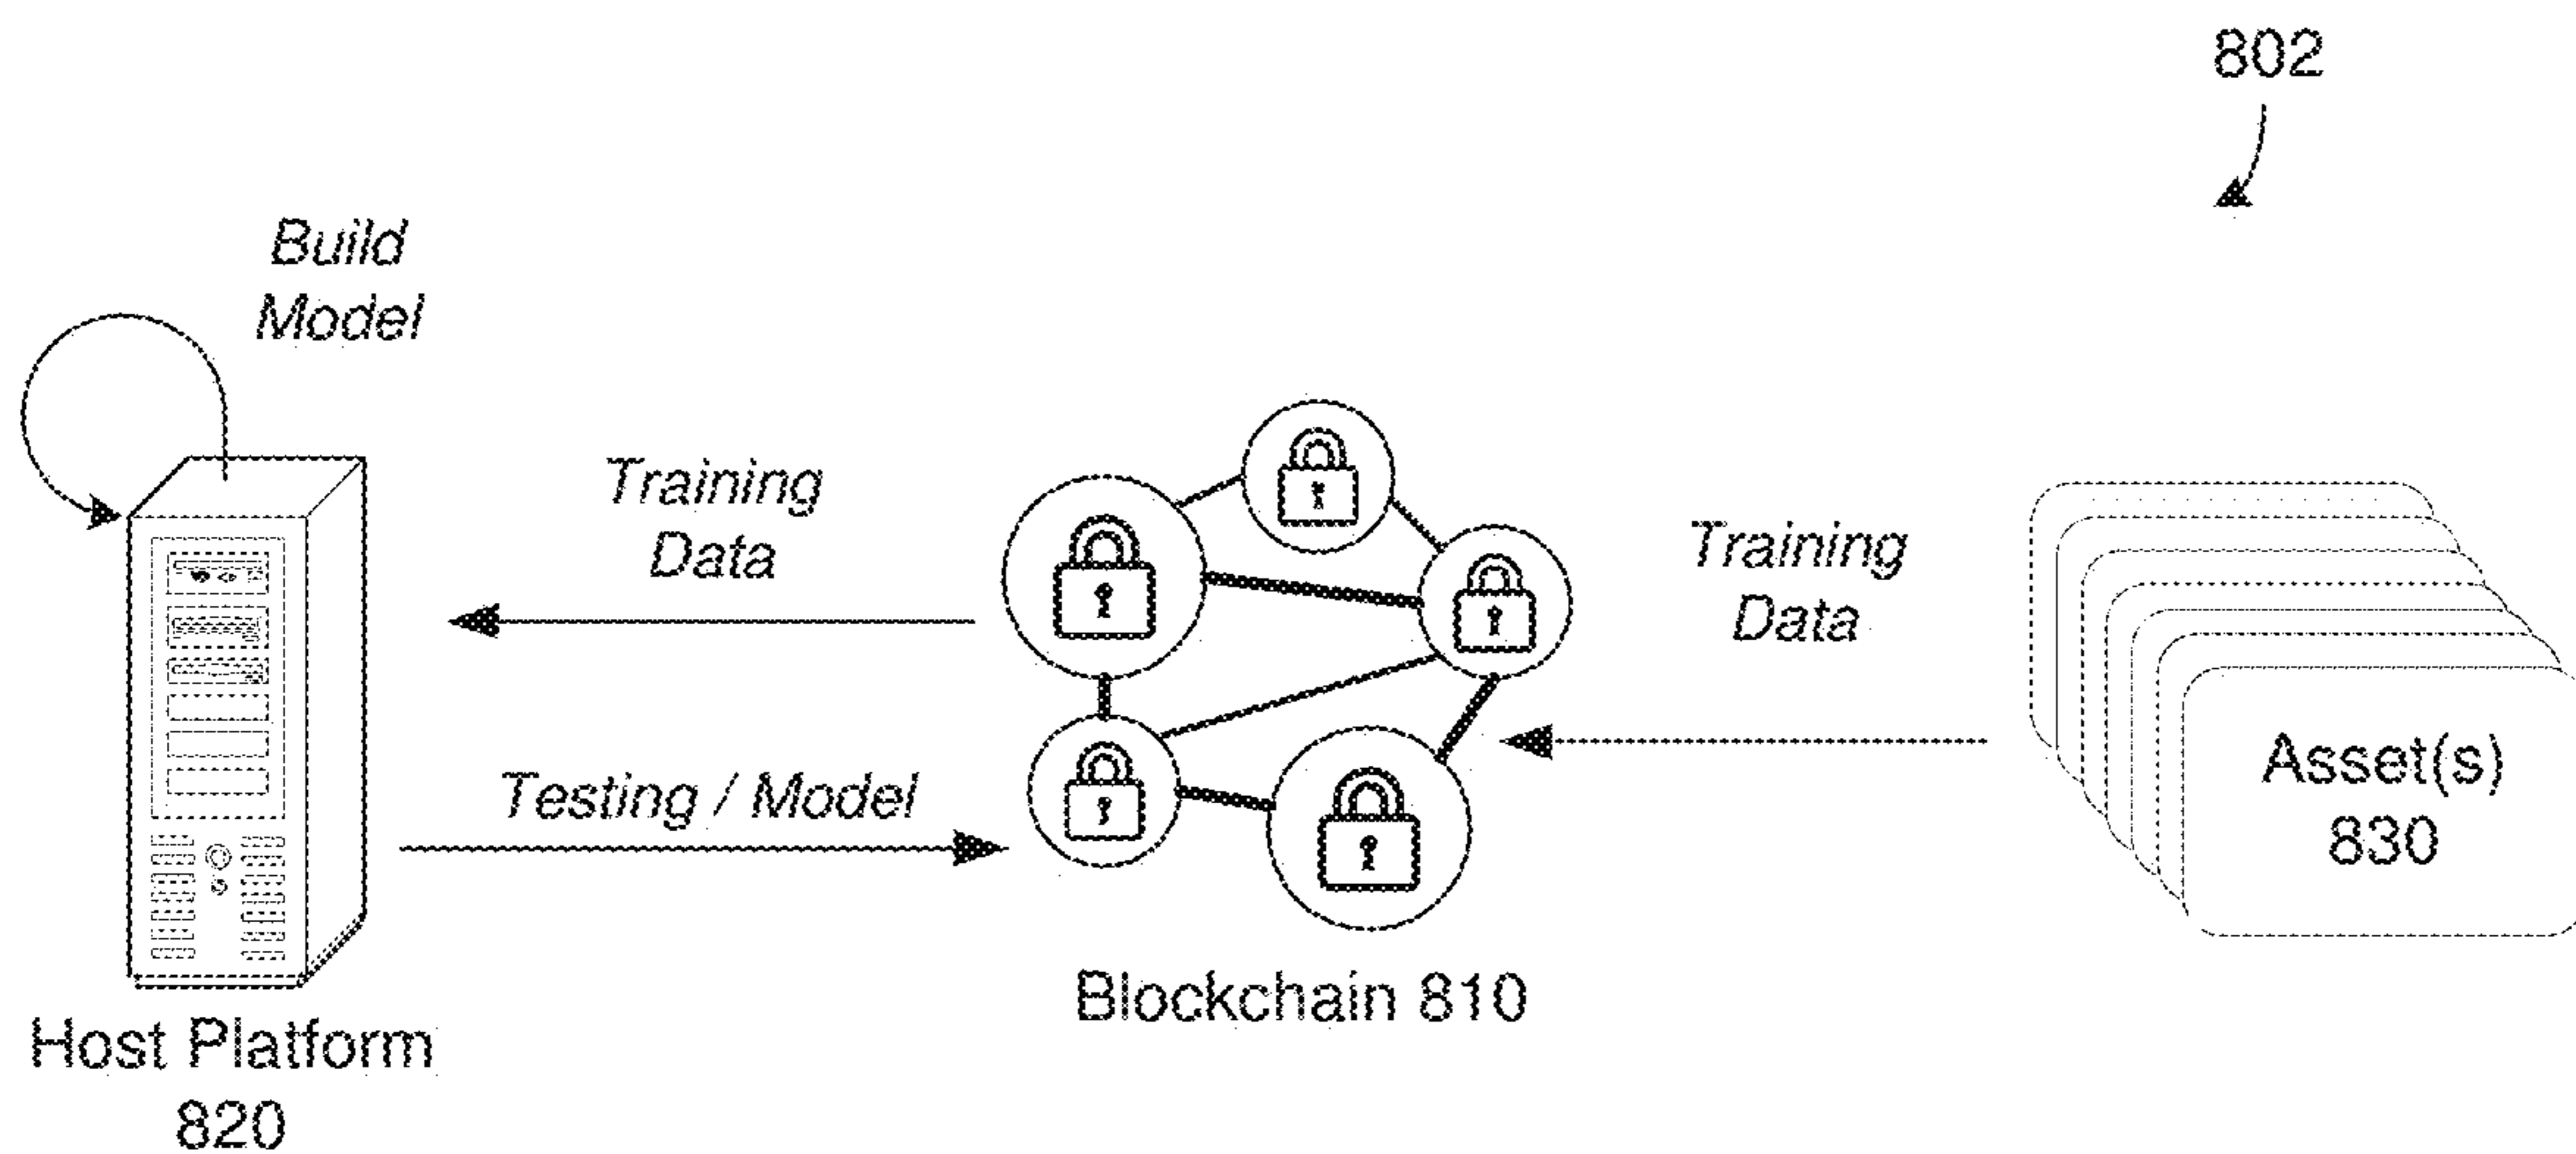 802
Build
Model
Training
Data
Training
Data
Testing / Model
Asset(s)
830
Blockchain 810
Host Platform
820